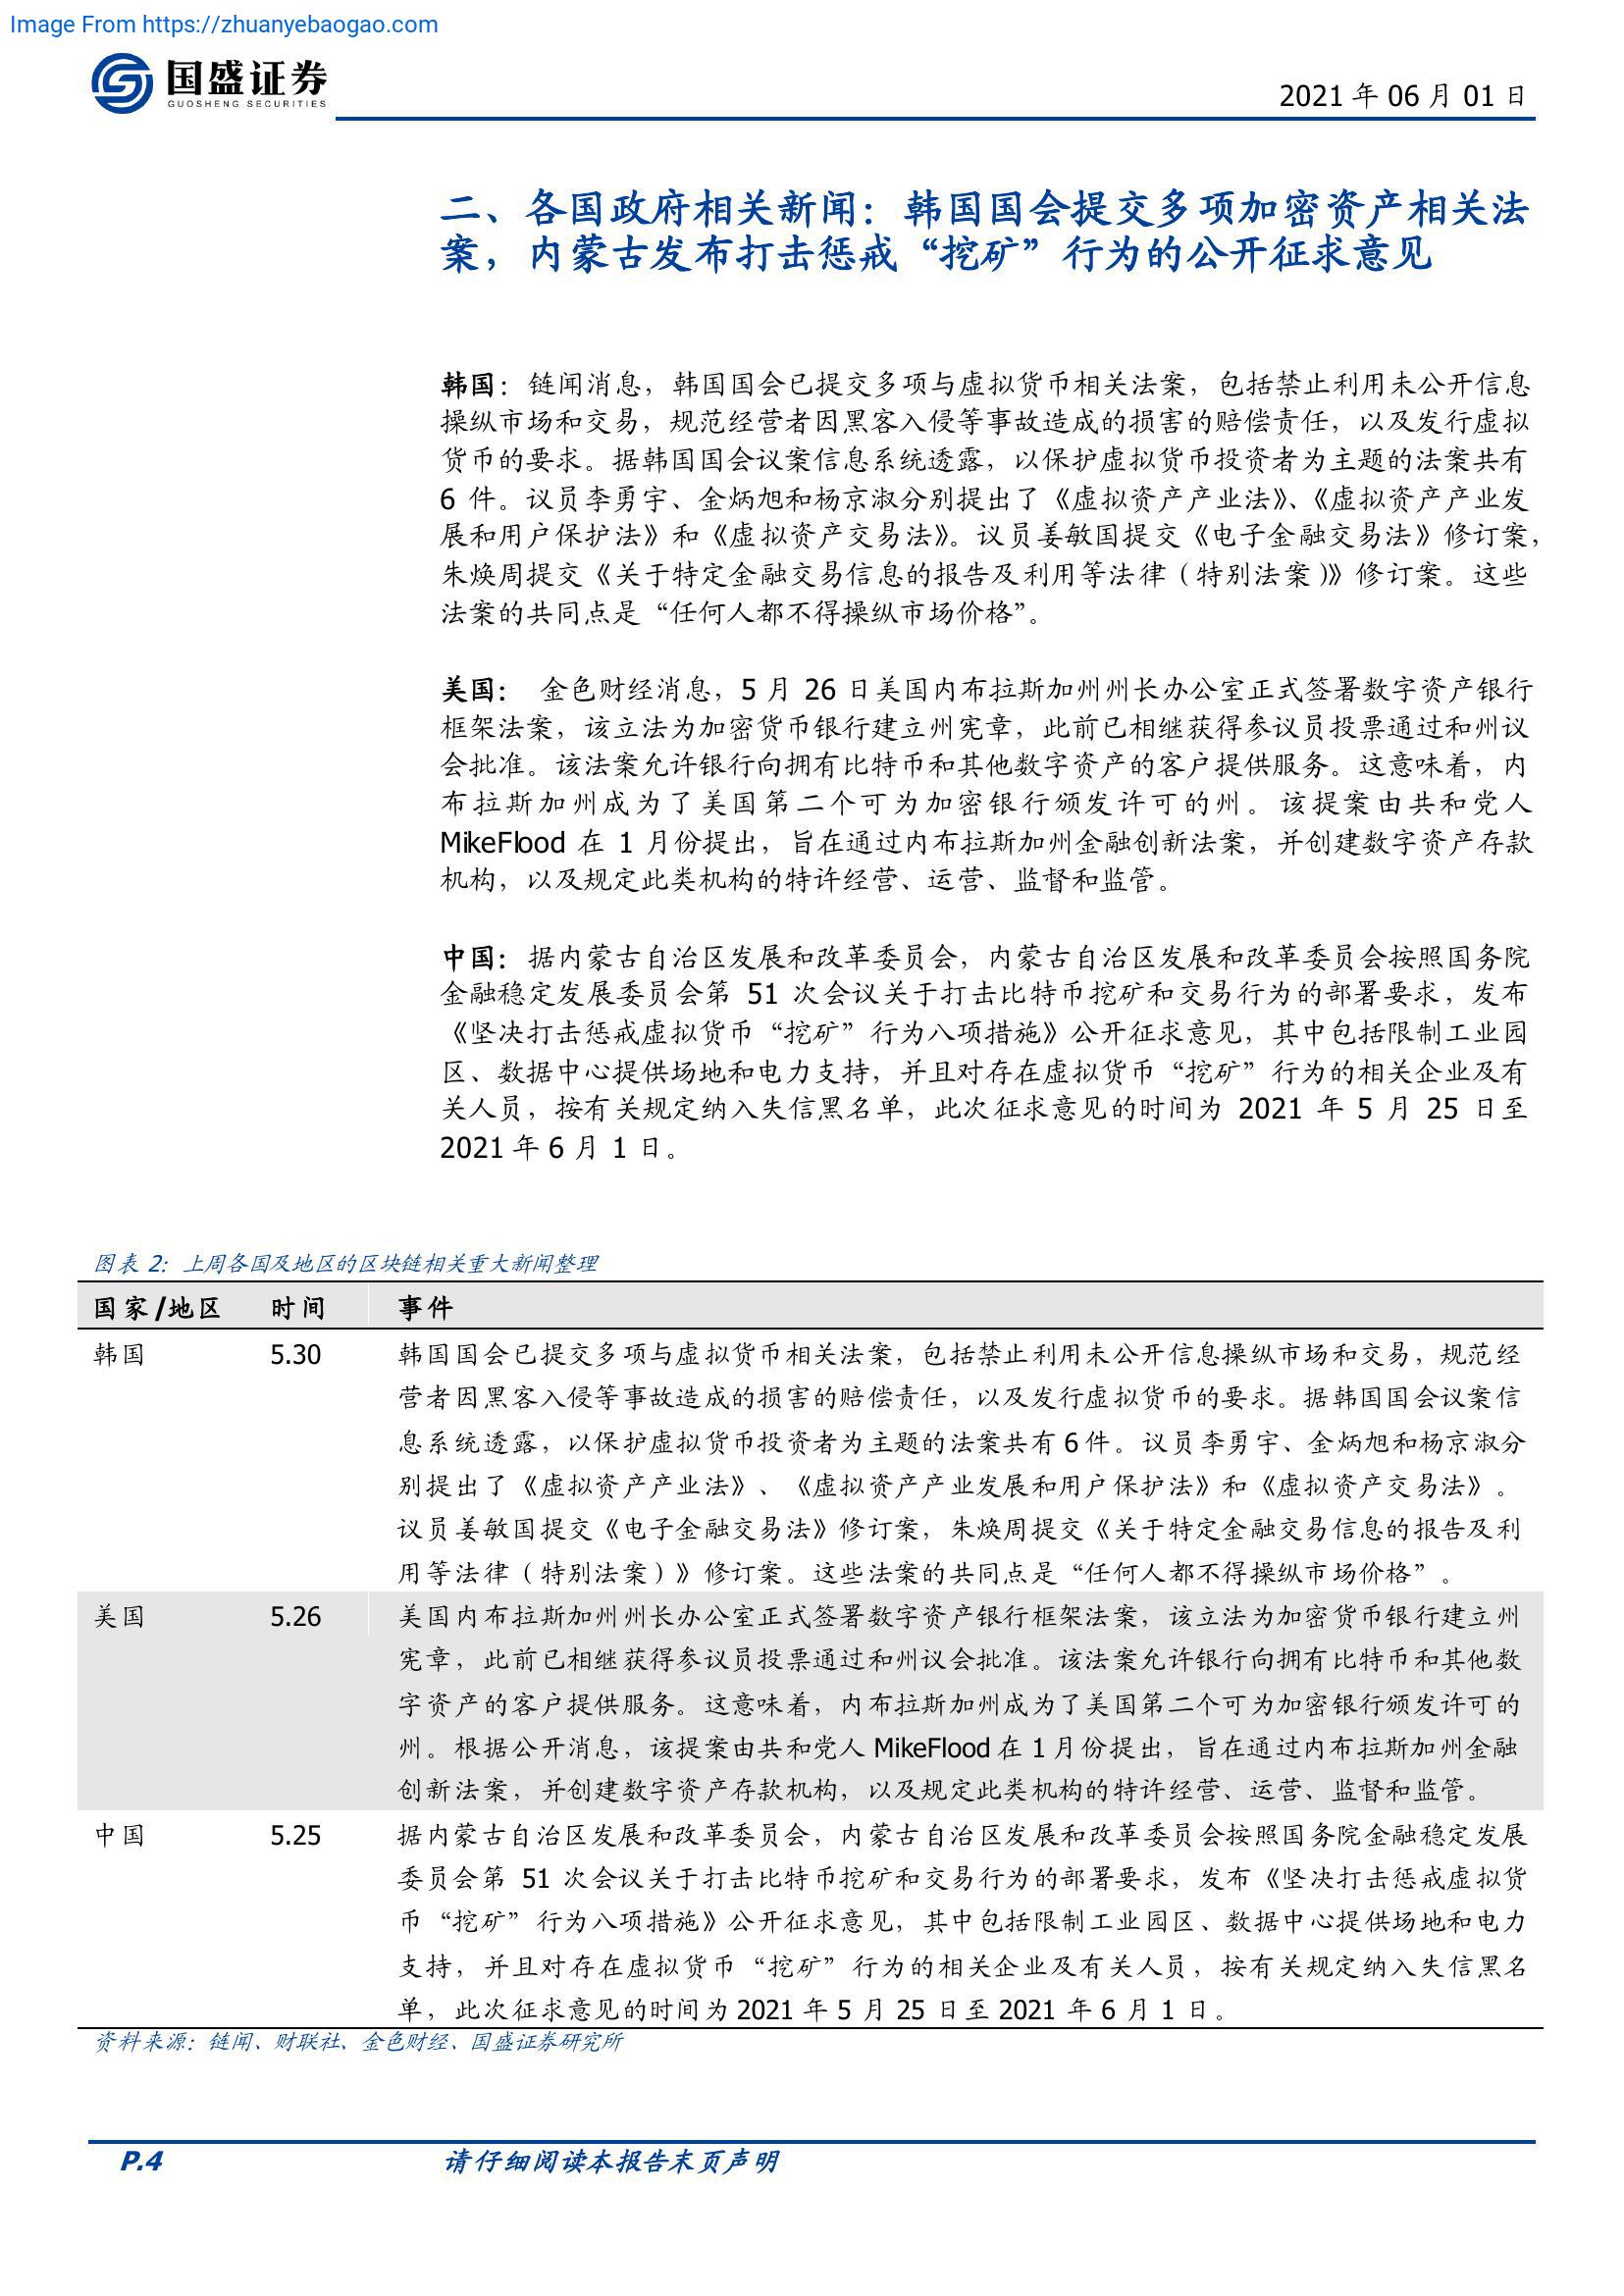 Image From https://zhuanyebaogao.com
国盛证券
GUOSHENG SECURITIES
2021 年 06 月 01 日
二、各国政府相关新闻：韩国国会提交多项加密资产相关法
案，内蒙古发布打击惩戒“挖矿”行为的公开征求意见
韩国：链闻消息，韩国国会已提交多项与虚拟货币相关法案，包括禁止利用未公开信息
操纵市场和交易，规范经营者因黑客入侵等事故造成的损害的赔偿责任，以及发行虚拟
货币的要求。据韩国国会议案信息系统透露，以保护虚拟货币投资者为主题的法案共有
6 件。议员李勇宇、金炳旭和杨京淑分别提出了《虚拟资产产业法》、《虚拟资产产业发
展和用户保护法》和《虚拟资产交易法》。议员姜敏国提交《电子金融交易法》修订案，
朱焕周提交《关于特定金融交易信息的报告及利用等法律（特别法案）》修订案。这些
法案的共同点是“任何人都不得操纵市场价格”。
美国： 金色财经消息，5 月 26 日美国内布拉斯加州州长办公室正式签署数字资产银行
框架法案，该立法为加密货币银行建立州宪章，此前已相继获得参议员投票通过和州议
会批准。该法案允许银行向拥有比特币和其他数字资产的客户提供服务。这意味着，内
布拉斯加州成为了美国第二个可为加密银行颁发许可的州。该提案由共和党人
MikeFlood 在 1 月份提出，旨在通过内布拉斯加州金融创新法案，并创建数字资产存款
机构，以及规定此类机构的特许经营、运营、监督和监管。
中国：据内蒙古自治区发展和改革委员会，内蒙古自治区发展和改革委员会按照国务院
金融稳定发展委员会第 51 次会议关于打击比特币挖矿和交易行为的部署要求，发布
《坚决打击惩戒虚拟货币“挖矿”行为八项措施》公开征求意见，其中包括限制工业园
区、数据中心提供场地和电力支持，并且对存在虚拟货币“挖矿”行为的相关企业及有
关人员，按有关规定纳入失信黑名单，此次征求意见的时间为 2021 年 5 月 25 日至
2021 年 6 月 1 日。
图表 2：上周各国及地区的区块链相关重大新闻整理
国家/地区 时间 事件
韩国 5.30 韩国国会已提交多项与虚拟货币相关法案，包括禁止利用未公开信息操纵市场和交易，规范经
营者因黑客入侵等事故造成的损害的赔偿责任，以及发行虚拟货币的要求。据韩国国会议案信
息系统透露，以保护虚拟货币投资者为主题的法案共有 6 件。议员李勇宇、金炳旭和杨京淑分
别提出了《虚拟资产产业法》、《虚拟资产产业发展和用户保护法》和《虚拟资产交易法》。
议员姜敏国提交《电子金融交易法》修订案，朱焕周提交《关于特定金融交易信息的报告及利
用等法律（特别法案）》修订案。这些法案的共同点是“任何人都不得操纵市场价格”。
美国 5.26 美国内布拉斯加州州长办公室正式签署数字资产银行框架法案，该立法为加密货币银行建立州
宪章，此前已相继获得参议员投票通过和州议会批准。该法案允许银行向拥有比特币和其他数
字资产的客户提供服务。这意味着，内布拉斯加州成为了美国第二个可为加密银行颁发许可的
州。根据公开消息，该提案由共和党人 MikeFlood 在 1 月份提出，旨在通过内布拉斯加州金融
创新法案，并创建数字资产存款机构，以及规定此类机构的特许经营、运营、监督和监管。
中国 5.25 据内蒙古自治区发展和改革委员会，内蒙古自治区发展和改革委员会按照国务院金融稳定发展
委员会第 51 次会议关于打击比特币挖矿和交易行为的部署要求，发布《坚决打击惩戒虚拟货
币“挖矿”行为八项措施》公开征求意见，其中包括限制工业园区、数据中心提供场地和电力
支持，并且对存在虚拟货币“挖矿”行为的相关企业及有关人员，按有关规定纳入失信黑名
单，此次征求意见的时间为 2021 年 5 月 25 日至 2021 年 6 月 1 日。
资料来源：链闻、财联社、金色财经、国盛证券研究所
P.4 请仔细阅读本报告末页声明